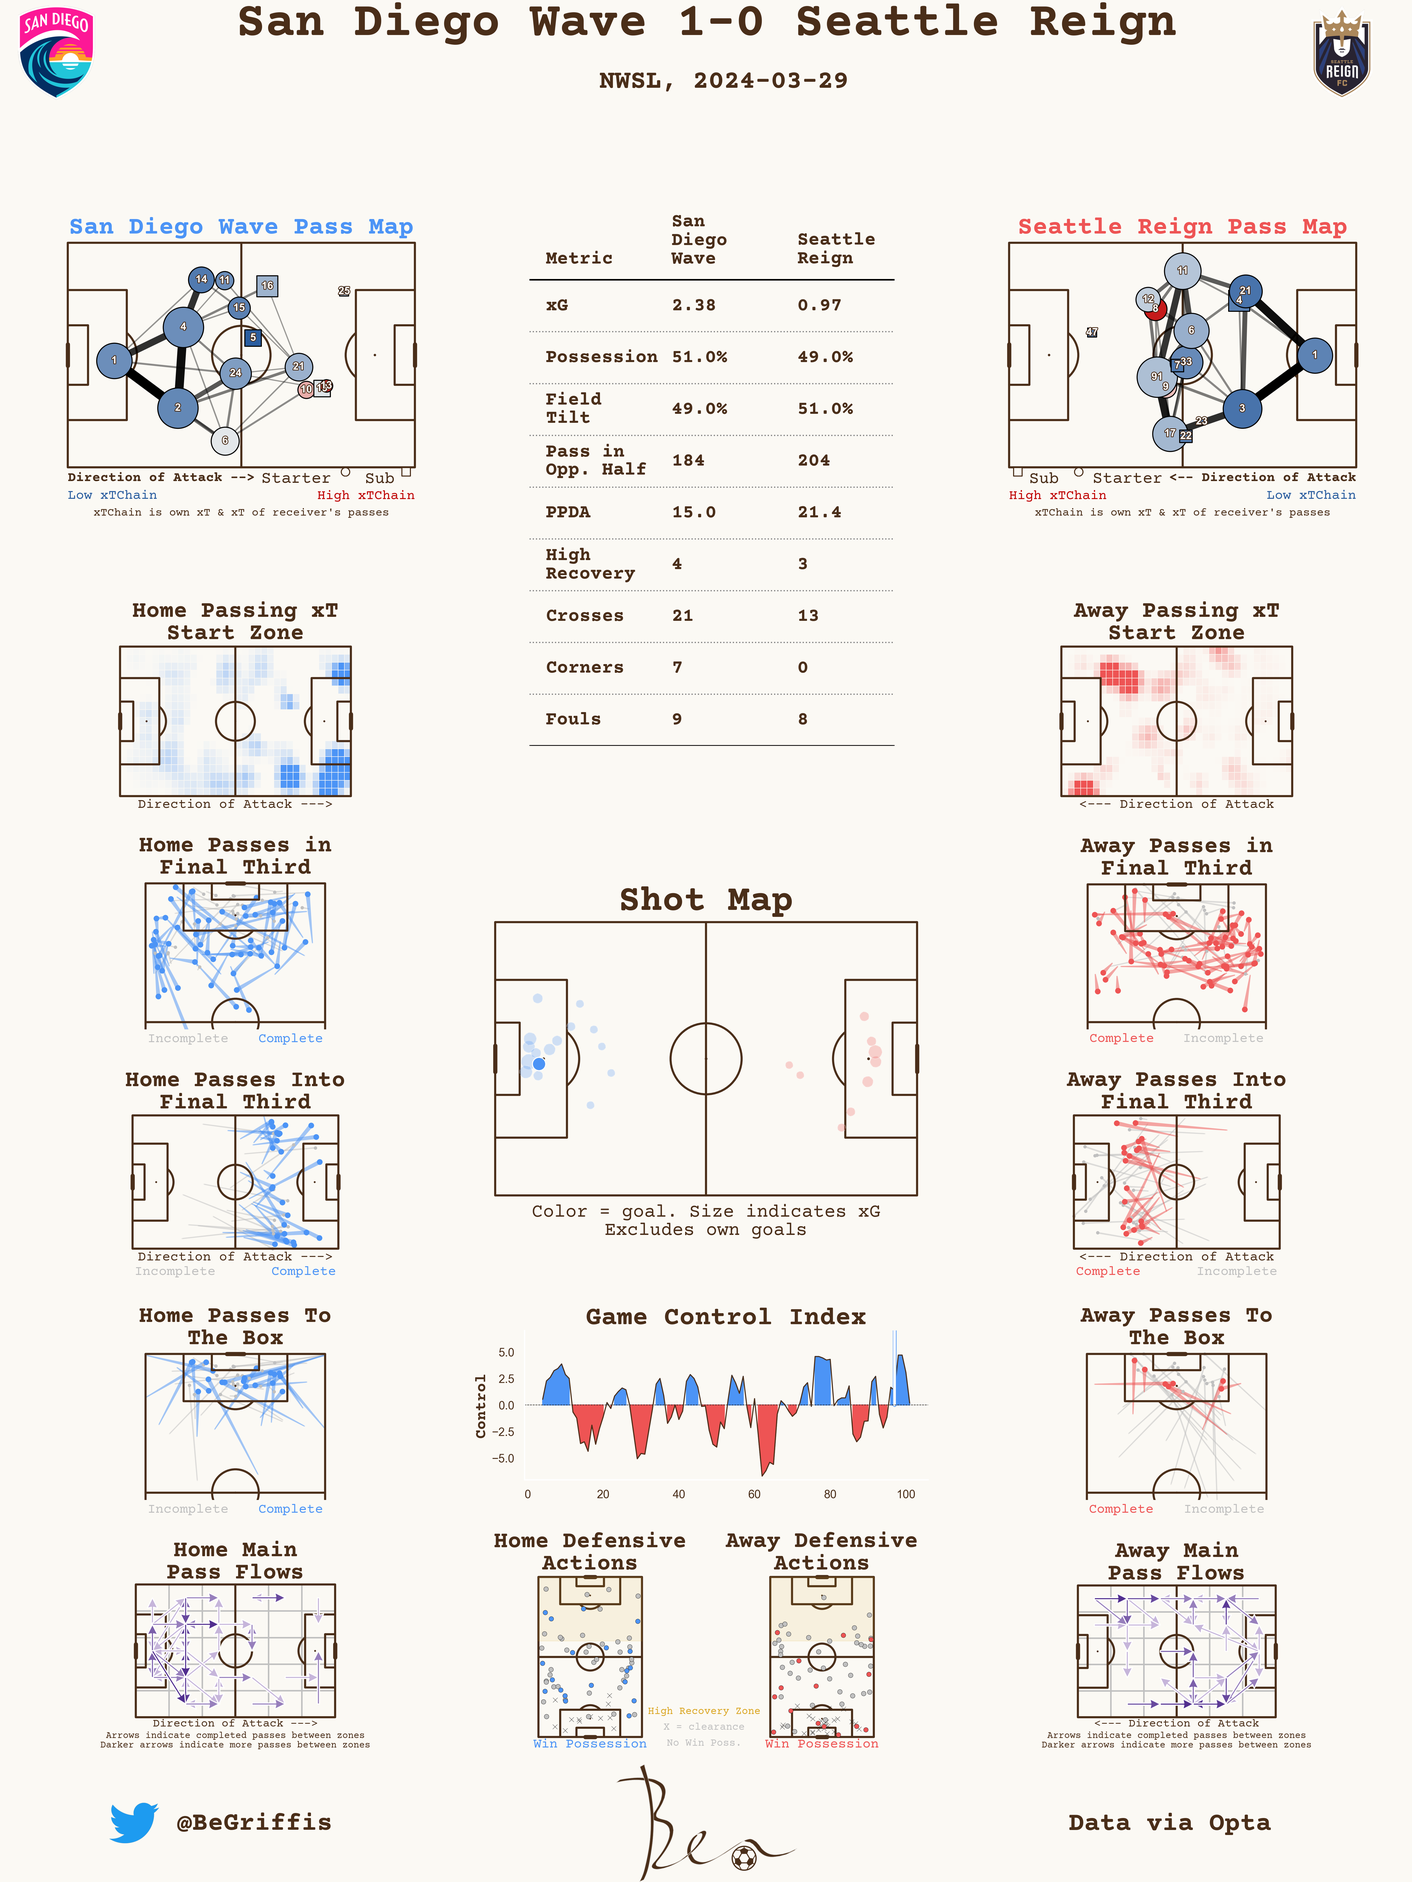 San Diego Wave 1-0 Seattle Reign
NWSL, 2024-03-29
SAN DIEGO
SEATTLE
REIGN
FC
San Diego Wave Pass Map
14
11
16
25
15
4
5
1
24
21
10
13
2
6
Direction of Attack -->
Starter
Sub
Low xTChain
High xTChain
xTChain is own xT & xT of receiver's passes
Metric
San
Diego
Wave
Seattle
Reign
xG 2.38 0.97
Possession 51.0% 49.0%
Field
Tilt 49.0% 51.0%
Pass in
Opp. Half 184 204
PPDA 15.0 21.4
High
Recovery 4 3
Crosses 21 13
Corners 7 0
Fouls 9 8
Seattle Reign Pass Map
11
21
4
12
8
47
6
1
7
33
91
9
3
23
17
22
Sub
Starter
<-- Direction of Attack
High xTChain
Low xTChain
xTChain is own xT & xT of receiver's passes
Home Passing xT
Start Zone
Direction of Attack --->
Away Passing xT
Start Zone
<--- Direction of Attack
Home Passes in
Final Third
Incomplete
Complete
Away Passes in
Final Third
Complete
Incomplete
Shot Map
Color = goal. Size indicates xG
Excludes own goals
Home Passes Into
Final Third
Direction of Attack --->
Incomplete
Complete
Away Passes Into
Final Third
<--- Direction of Attack
Complete
Incomplete
Home Passes To
The Box
Incomplete
Complete
Game Control Index
Control
5.0
2.5
0.0
−2.5
−5.0
0 20 40 60 80 100
Away Passes To
The Box
Complete
Incomplete
Home Main
Pass Flows
Direction of Attack --->
Arrows indicate completed passes between zones
Darker arrows indicate more passes between zones
Home Defensive
Actions
Win Possession
High Recovery Zone
X = clearance
No Win Poss.
Away Defensive
Actions
Win Possession
Away Main
Pass Flows
<--- Direction of Attack
Arrows indicate completed passes between zones
Darker arrows indicate more passes between zones
@BeGriffis
Ben
Data via Opta